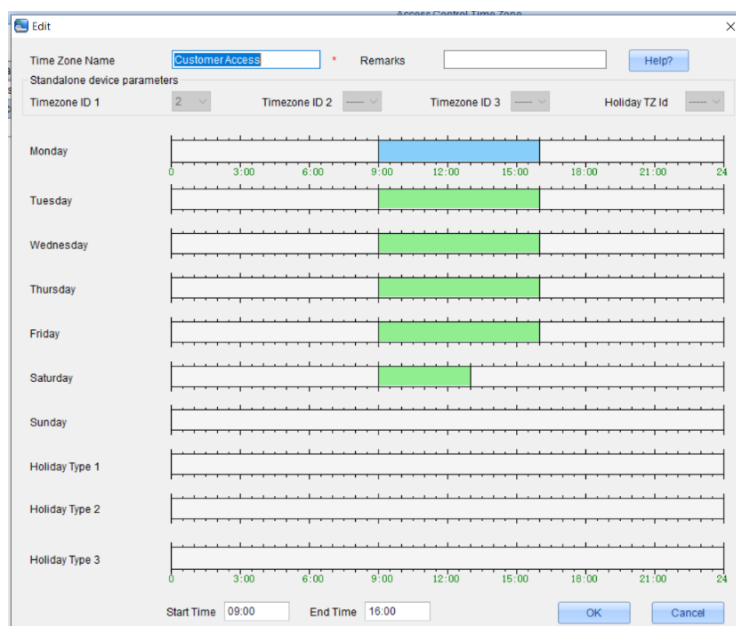 Access Control Time Zone
Edit
Time Zone Name CustomerAccess * Remarks Help?
Standalone device parameters
Timezone ID 1 2 Timezone ID 2 ----- Timezone ID 3 ----- Holiday TZ Id -----
Monday
0 3:00 6:00 9:00 12:00 15:00 18:00 21:00 24
Tuesday
Wednesday
Thursday
Friday
Saturday
Sunday
Holiday Type 1
Holiday Type 2
Holiday Type 3
0 3:00 6:00 9:00 12:00 15:00 18:00 21:00 24
Start Time 09:00 End Time 16:00 OK Cancel